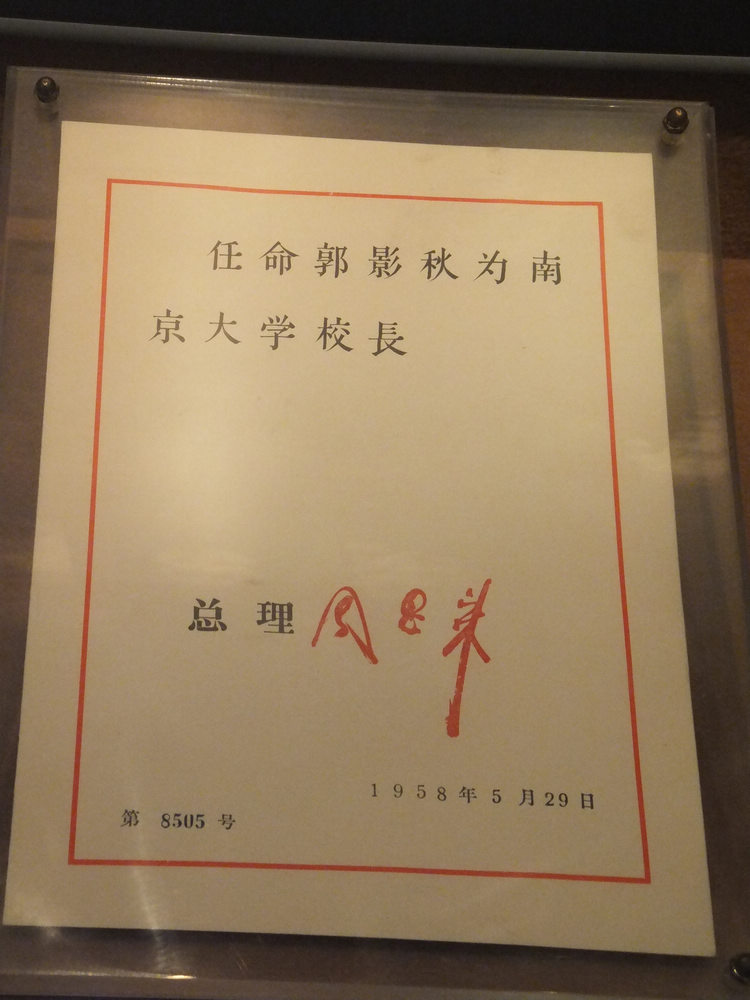 任命郭影秋为南
京大学校長
总理 周恩来
1958年5月29日
第 8505 号